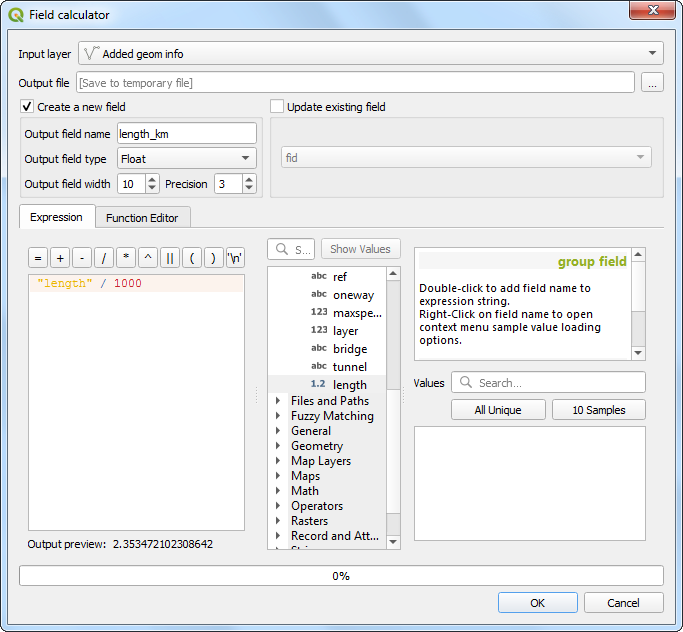 Field calculator
Input layer Added geom info
Output file [Save to temporary file] ...
Create a new field
Update existing field
Output field name length_km
Output field type Float
Output field width 10 Precision 3
fid
Expression Function Editor
= + - / * ^ || ( ) '\n'
"length" / 1000
Output preview: 2.353472102308642
S... Show Values
abc ref
abc oneway
123 maxspe...
123 layer
abc bridge
abc tunnel
1.2 length
Files and Paths
Fuzzy Matching
General
Geometry
Map Layers
Maps
Math
Operators
Rasters
Record and Att...
group field
Double-click to add field name to
expression string.
Right-Click on field name to open
context menu sample value loading
options.
Values Search...
All Unique 10 Samples
0%
OK Cancel